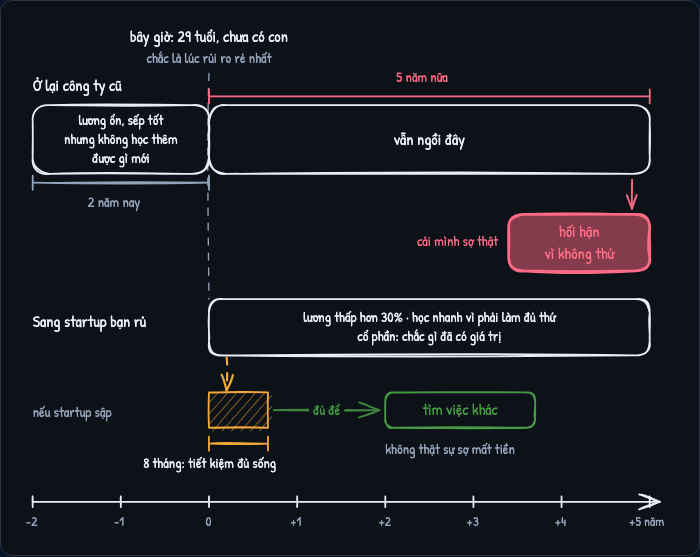 bây giờ: 29 tuổi, chưa có con
chắc là lúc rủi ro rẻ nhất
Ở lại công ty cũ
5 năm nữa
lương ổn, sếp tốt
nhưng không học thêm
được gì mới
vẫn ngồi đây
2 năm nay
cái mình sợ thật
hối hận
vì không thử
Sang startup bạn rủ
lương thấp hơn 30% · học nhanh vì phải làm đủ thứ
cổ phần: chắc gì đã có giá trị
nếu startup sập
đủ để
tìm việc khác
không thật sự sợ mất tiền
8 tháng: tiết kiệm đủ sống
-2
-1
0
+1
+2
+3
+4
+5 năm